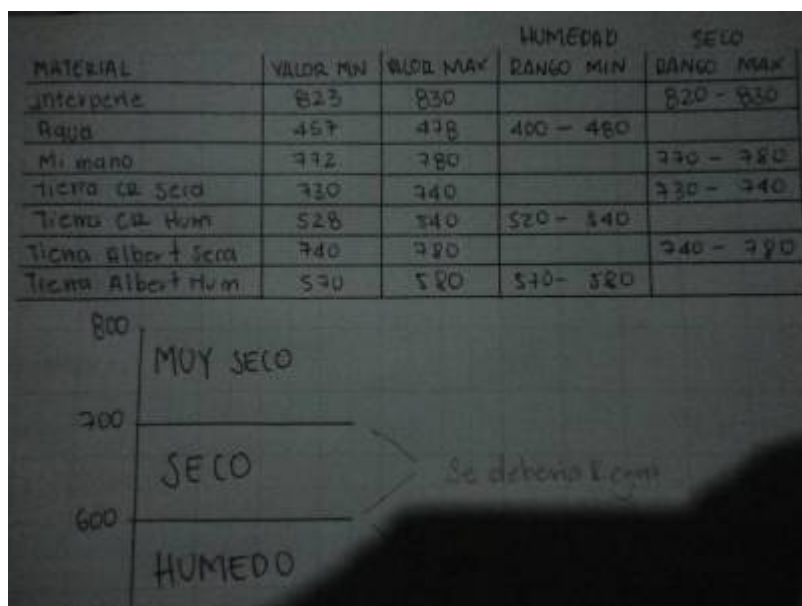 HUMEDAD SECO
MATERIAL VALOR MN VALOR MAX RANGO MIN RANGO MAX
interperie 823 830 820 - 830
Agua 457 478 400 - 480
Mi mano 772 780 770 - 780
Tierra CR Seca 730 740 730 - 740
Tierra CR Hum 528 540 520 - 540
Tierra Albert Seca 740 780 740 - 780
Tierra Albert Hum 570 580 570 - 580
800
MUY SECO
700
SECO
Se deberia
600
HUMEDO